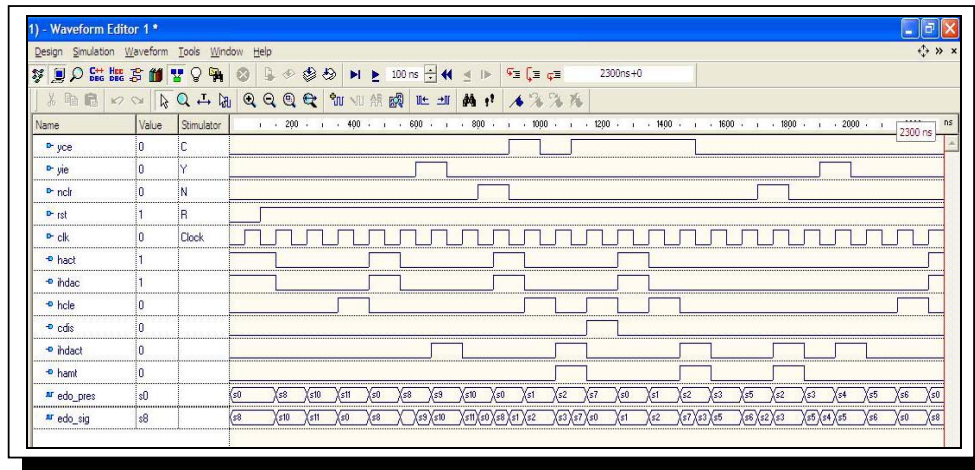 1) - Waveform Editor 1 *
Design Simulation Waveform Tools Window Help
C++ DEG HDE DEG 100 ns 2300ns+0
Name Value Stimulator 200 400 600 800 1000 1200 1400 1600 1800 2000 ns
2300 ns
yce 0 C
yie 0 Y
nclr 0 N
rst 1 R
clk 0 Clock
hact 1
ihdac 1
hcle 0
cdis 0
ihdact 0
hamt 0
edo_pres s0 s0 s8 s10 s11 s0 s8 s9 s10 s0 s1 s2 s7 s0 s1 s2 s3 s5 s2 s3 s4 s5 s6 s0
edo_sig s8 s8 s10 s11 s0 s8 s9 s10 s11 s0 s8 s1 s2 s3 s7 s0 s1 s2 s7 s3 s5 s6 s2 s3 s5 s4 s5 s6 s0 s8